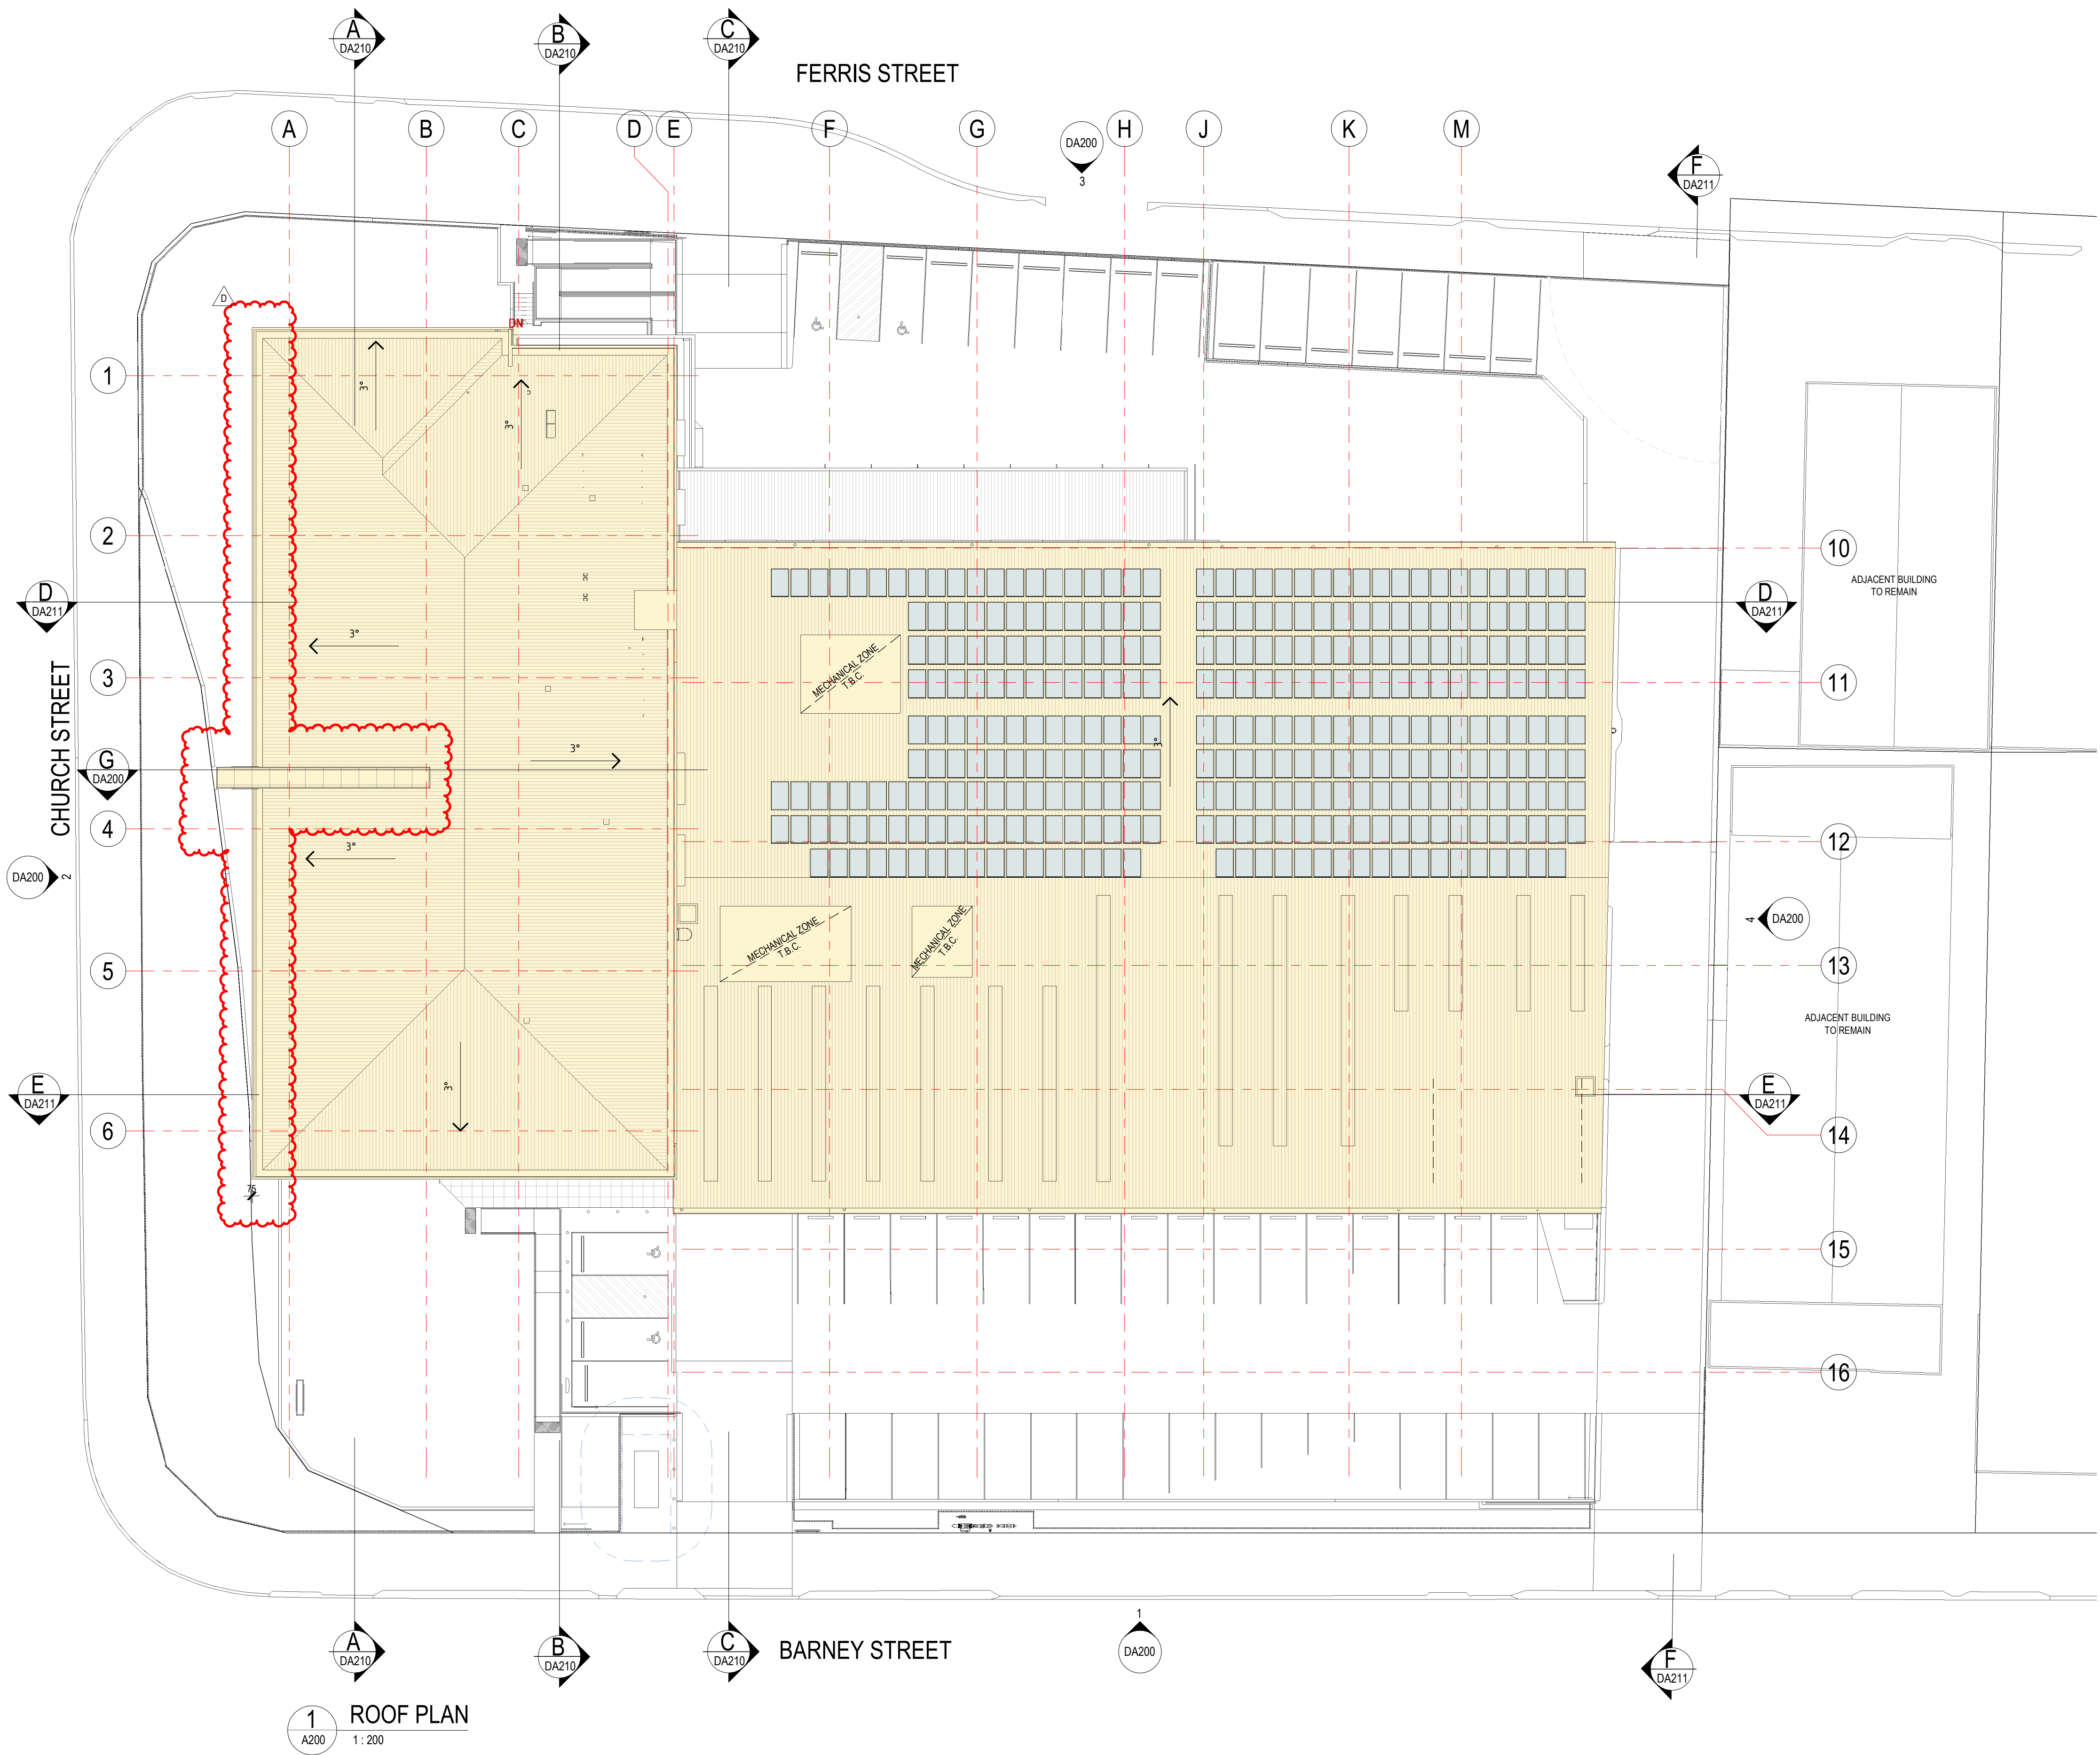 A
DA210
B
DA210
C
DA210
FERRIS STREET
A
B
C
D
E
F
G
H
J
K
M
DA200
3
F
DA211
D
DN
1
3°
3°
2
10
ADJACENT BUILDING
TO REMAIN
D
DA211
D
DA211
3°
3
MECHANICAL ZONE
T.B.C.
11
CHURCH STREET
G
DA200
3°
3°
4
12
3°
DA200
2
MECHANICAL ZONE
T.B.C.
MECHANICAL ZONE
T.B.C.
4
DA200
5
13
ADJACENT BUILDING
TO REMAIN
3°
E
DA211
E
DA211
6
14
75
15
16
1
DA200
A
DA210
B
DA210
C
DA210
BARNEY STREET
F
DA211
1
A200
ROOF PLAN
1 : 200